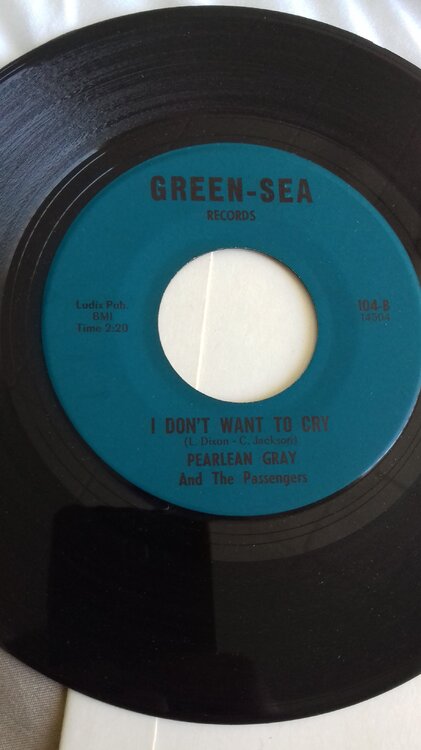 GREEN-SEA
RECORDS
Ludix Pub.
BMI
Time 2:20
104-B
14504
I DON'T WANT TO CRY
(L. Dixon - C. Jackson)
PEARLEAN GRAY
And The Passengers